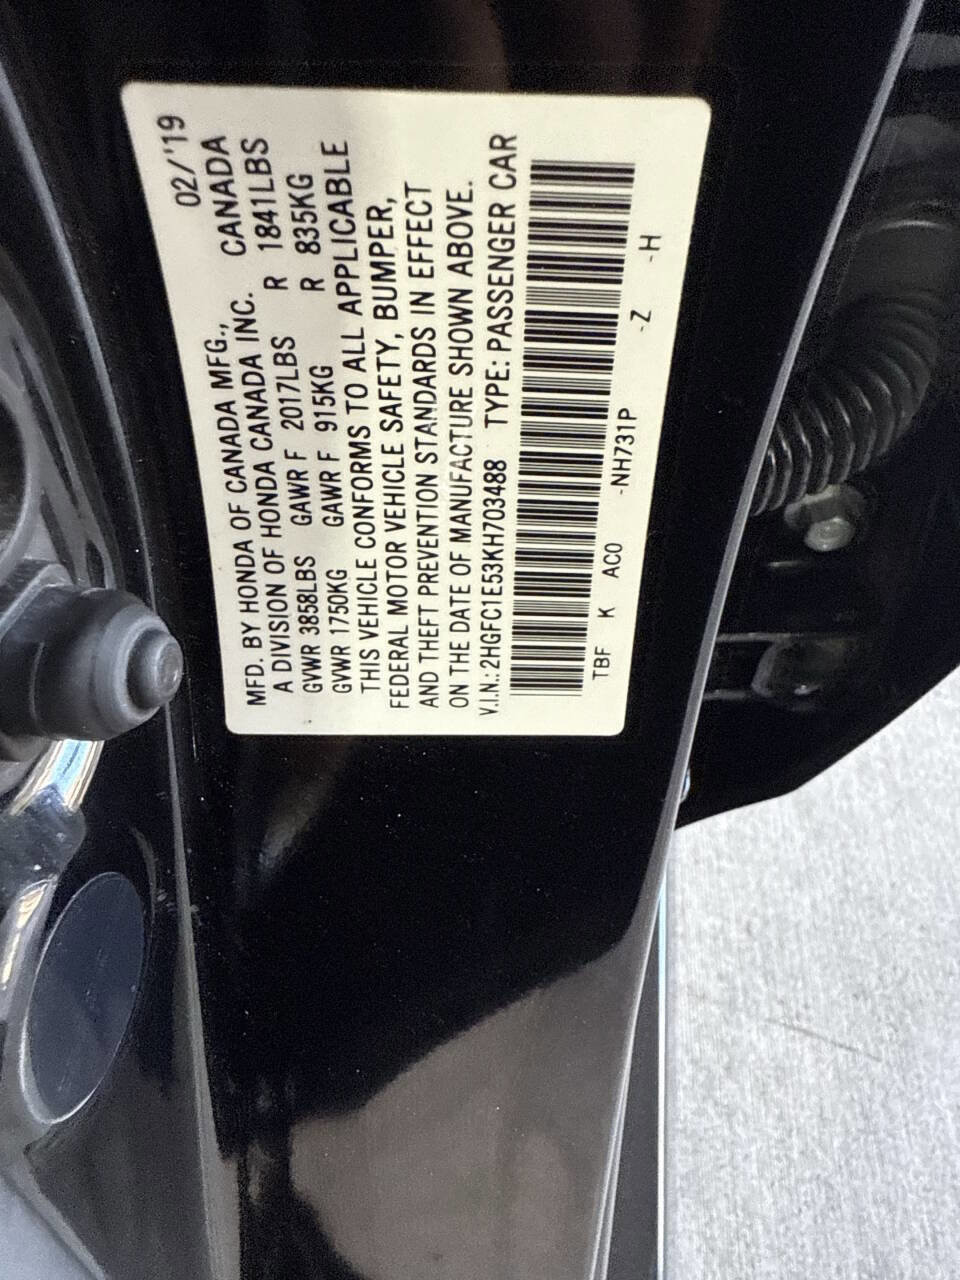 MFD. BY HONDA OF CANADA MFG., 02/'19
A DIVISION OF HONDA CANADA INC. CANADA
GVWR 3858LBS GAWR F 2017LBS R 1841LBS
GVWR 1750KG GAWR F 915KG R 835KG
THIS VEHICLE CONFORMS TO ALL APPLICABLE
FEDERAL MOTOR VEHICLE SAFETY, BUMPER,
AND THEFT PREVENTION STANDARDS IN EFFECT
ON THE DATE OF MANUFACTURE SHOWN ABOVE.
V.I.N.: 2HGFC1E53KH703488 TYPE: PASSENGER CAR
TBF K AC0 -NH731P -Z -H